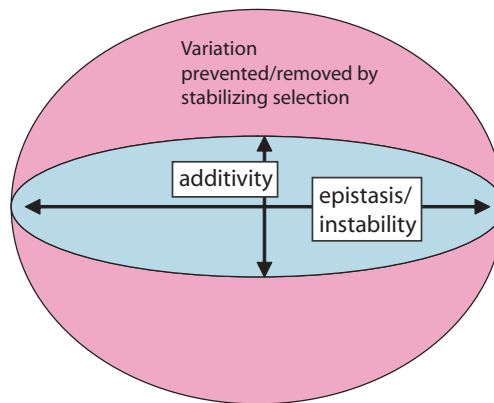 Variation
prevented/removed by
stabilizing selection
additivity
epistasis/
instability